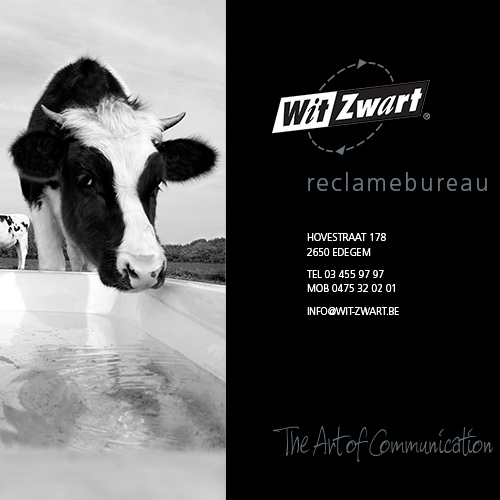 Wit Zwart ®
reclamebureau
HOVESTRAAT 178
2650 EDEGEM
TEL 03 455 97 97
MOB 0475 32 02 01
INFO@WIT-ZWART.BE
The Art of Communication